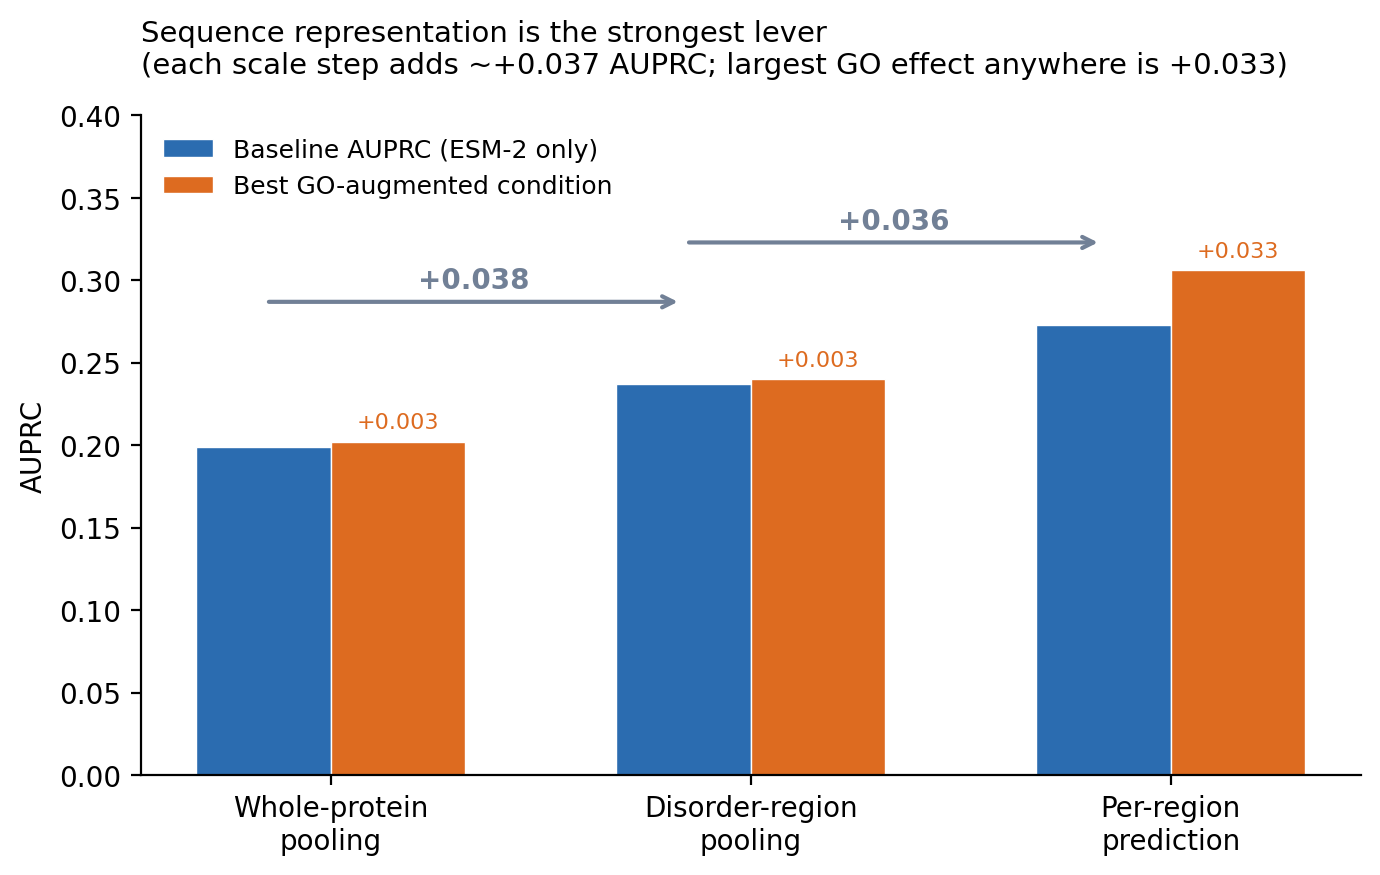 Sequence representation is the strongest lever
(each scale step adds ~+0.037 AUPRC; largest GO effect anywhere is +0.033)
Baseline AUPRC (ESM-2 only)
Best GO-augmented condition
AUPRC
0.40
0.35
0.30
0.25
0.20
0.15
0.10
0.05
0.00
+0.038
+0.036
+0.003
+0.003
+0.033
Whole-protein
pooling
Disorder-region
pooling
Per-region
prediction